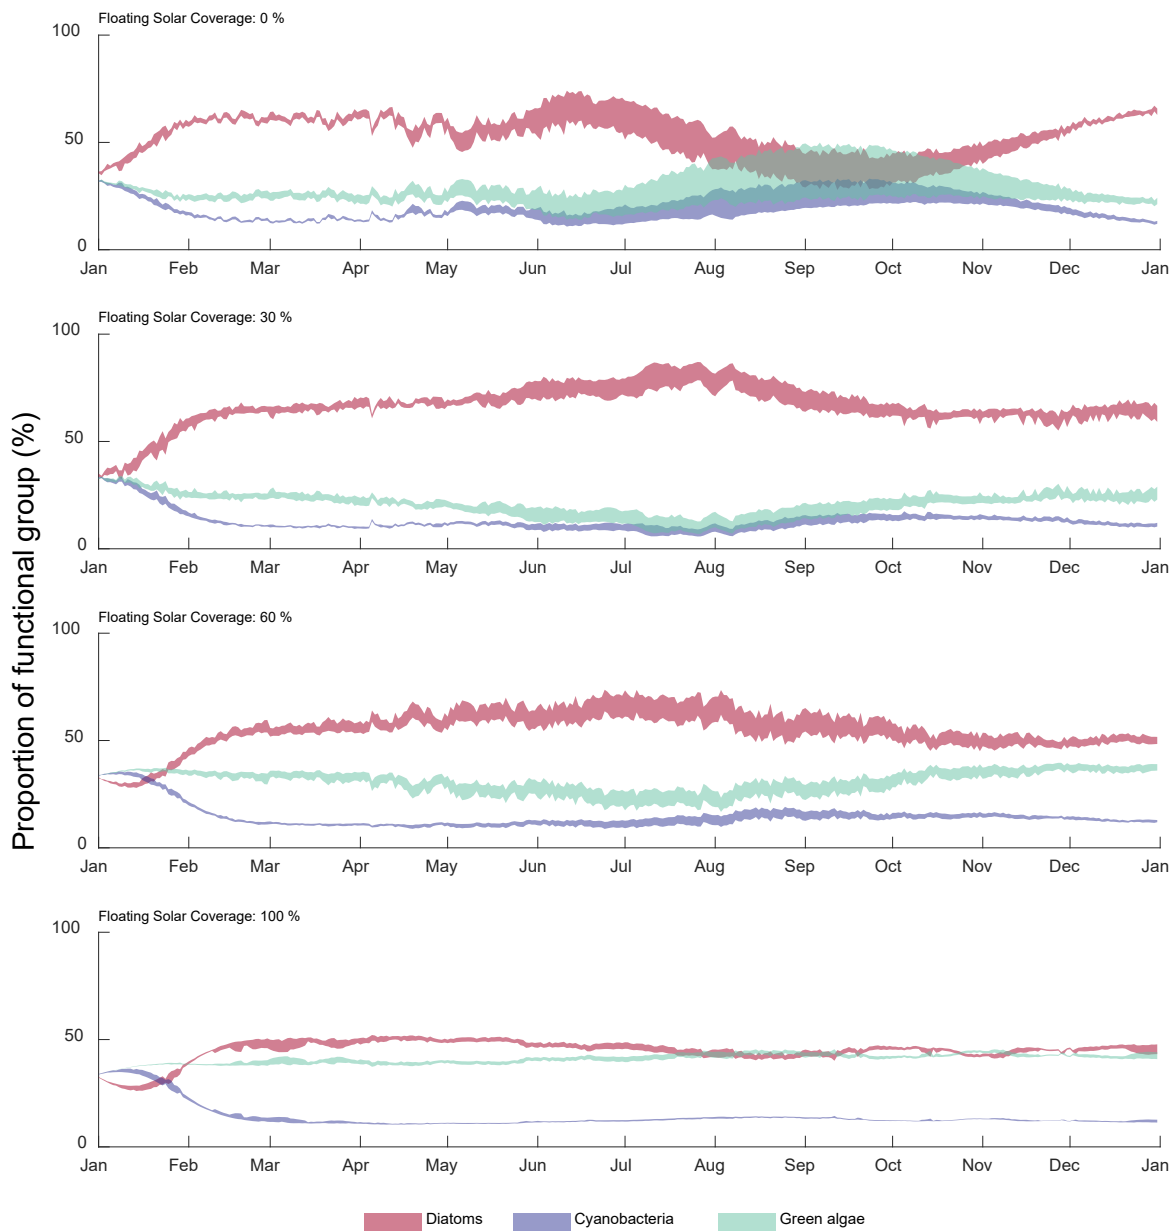 Floating Solar Coverage: 0 %
100
50
0
Jan Feb Mar Apr May Jun Jul Aug Sep Oct Nov Dec Jan
Floating Solar Coverage: 30 %
100
50
0
Jan Feb Mar Apr May Jun Jul Aug Sep Oct Nov Dec Jan
Proportion of functional group (%)
Floating Solar Coverage: 60 %
100
50
0
Jan Feb Mar Apr May Jun Jul Aug Sep Oct Nov Dec Jan
Floating Solar Coverage: 100 %
100
50
0
Jan Feb Mar Apr May Jun Jul Aug Sep Oct Nov Dec Jan
Diatoms Cyanobacteria Green algae